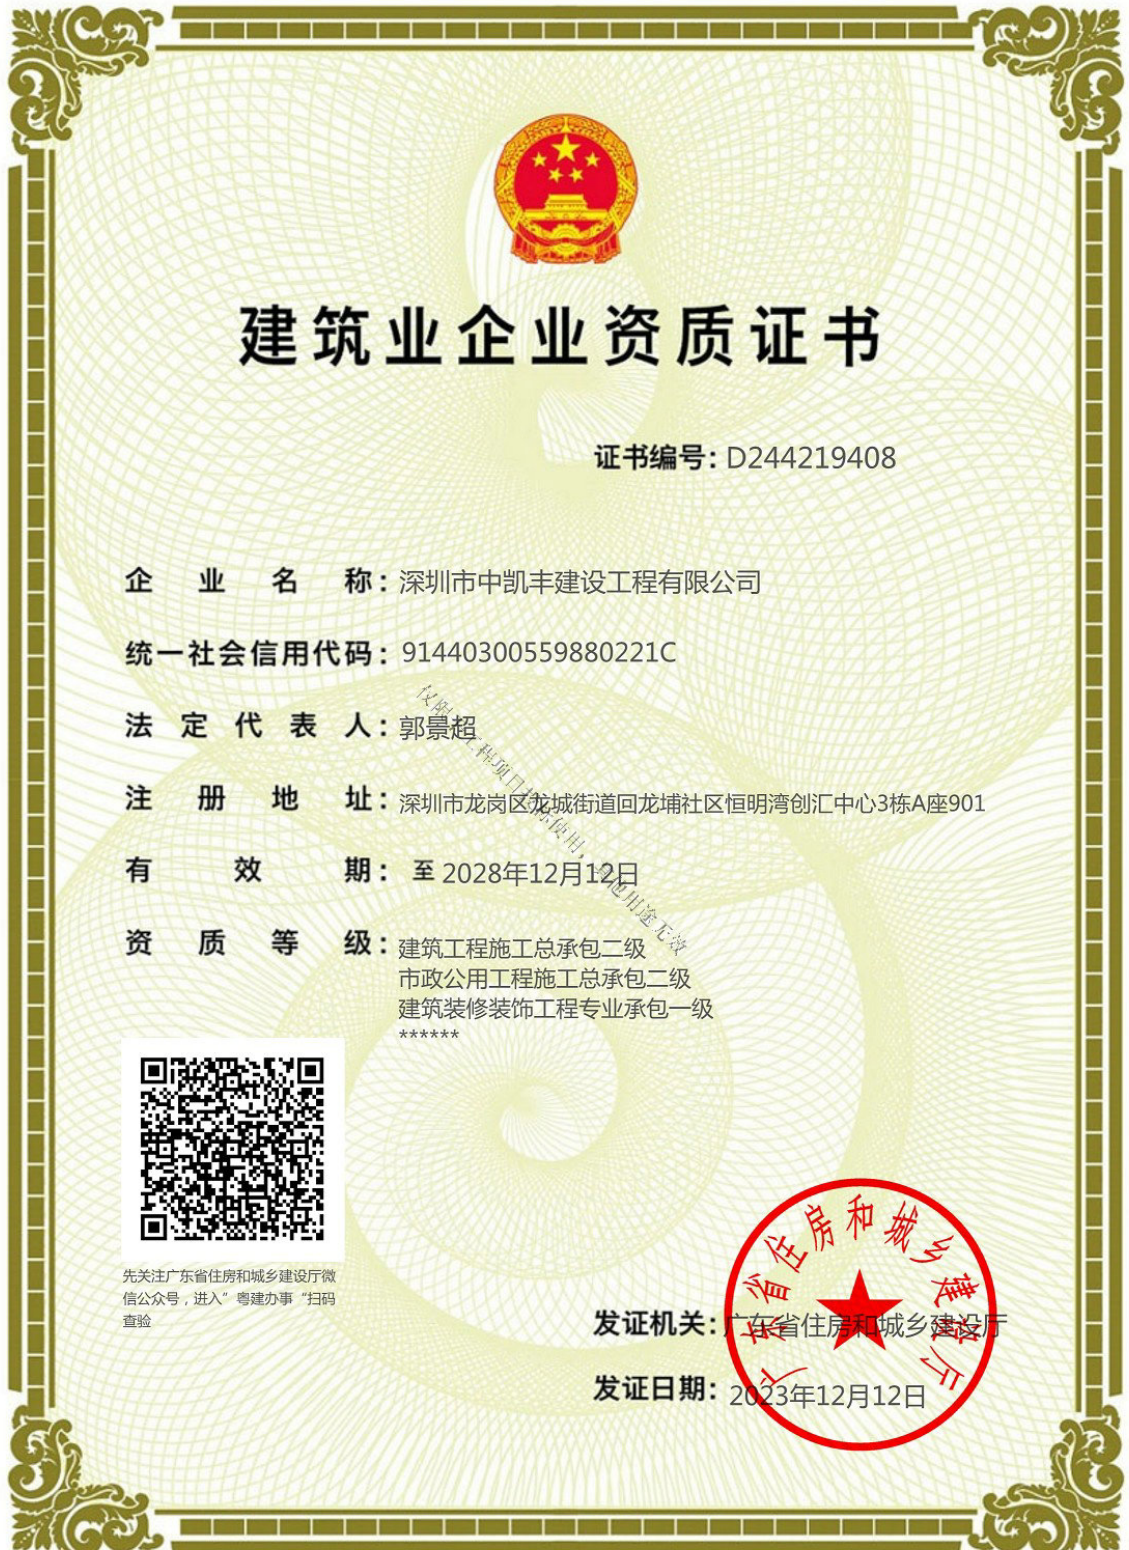 建筑业企业资质证书
证书编号：D244219408
企业名称：深圳市中凯丰建设工程有限公司
统一社会信用代码：91440300559880221C
法定代表人：郭景超
注册地址：深圳市龙岗区龙城街道回龙埔社区恒明湾创汇中心3栋A座901
有效期：至 2028年12月12日
资质等级：建筑工程施工总承包二级
市政公用工程施工总承包二级
建筑装修装饰工程专业承包一级
******
先关注广东省住房和城乡建设厅微
信公众号，进入”粤建办事“扫码
查验
发证机关：广东省住房和城乡建设厅
发证日期：2023年12月12日
广东省住房和城乡建设厅